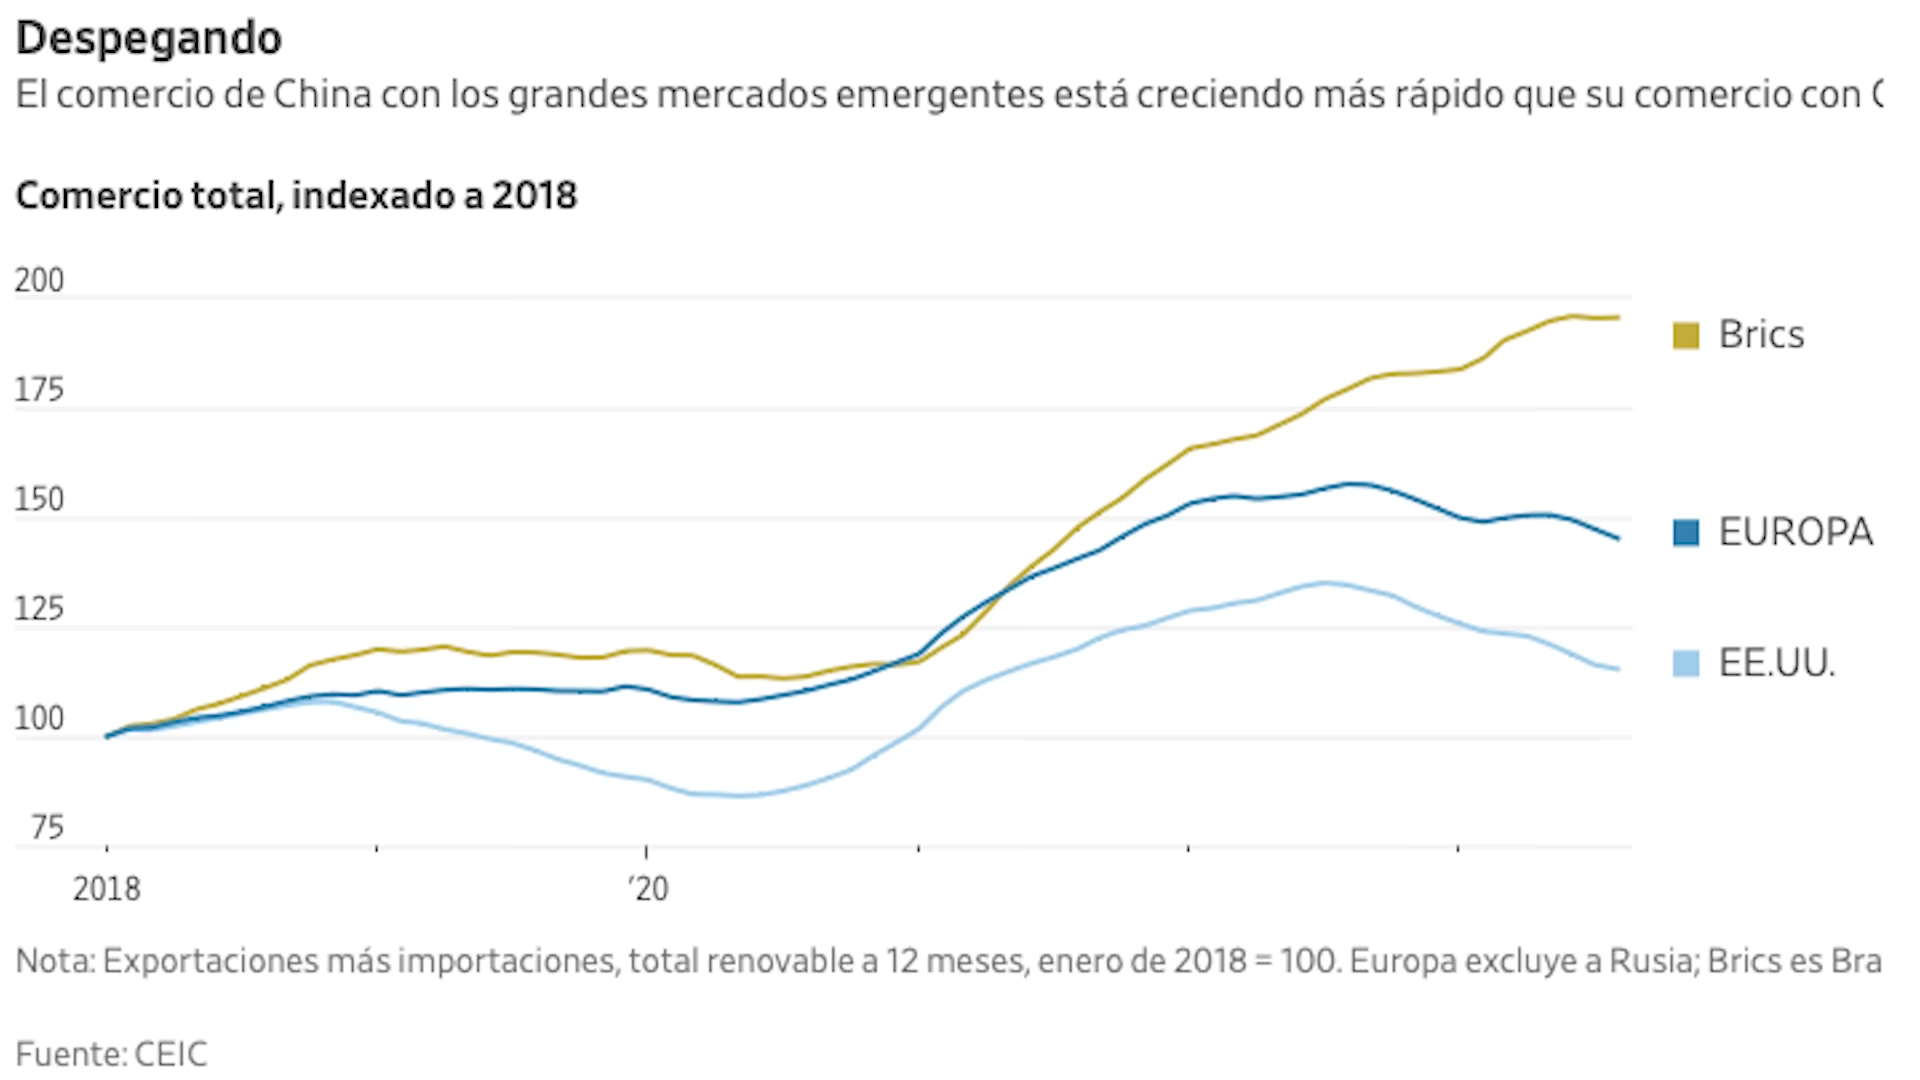 Despegando
El comercio de China con los grandes mercados emergentes está creciendo más rápido que su comercio con
Comercio total, indexado a 2018
200
175
150
125
100
75
Brics
EUROPA
EE.UU.
2018 ‘20
Nota: Exportaciones más importaciones, total renovable a 12 meses, enero de 2018 = 100. Europa excluye a Rusia; Brics es Bra
Fuente: CEIC